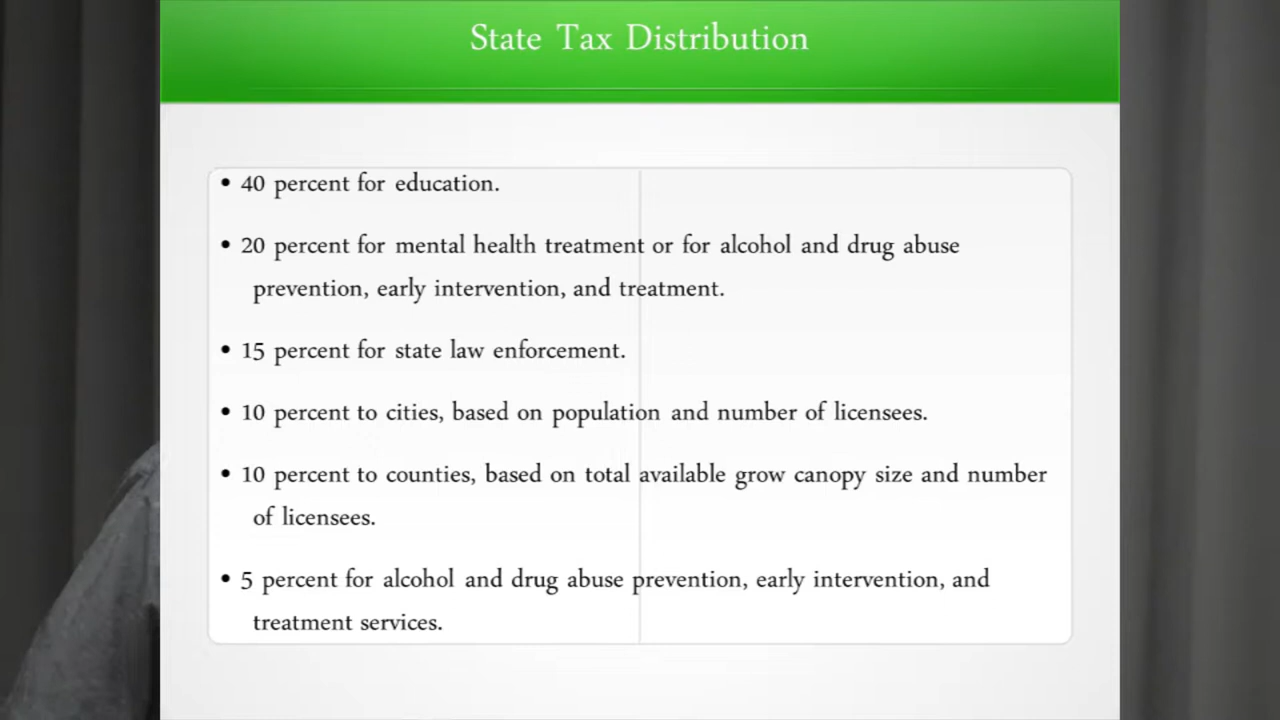 State Tax Distribution
• 40 percent for education.
• 20 percent for mental health treatment or for alcohol and drug abuse
prevention, early intervention, and treatment.
• 15 percent for state law enforcement.
• 10 percent to cities, based on population and number of licensees.
• 10 percent to counties, based on total available grow canopy size and number
of licensees.
• 5 percent for alcohol and drug abuse prevention, early intervention, and
treatment services.